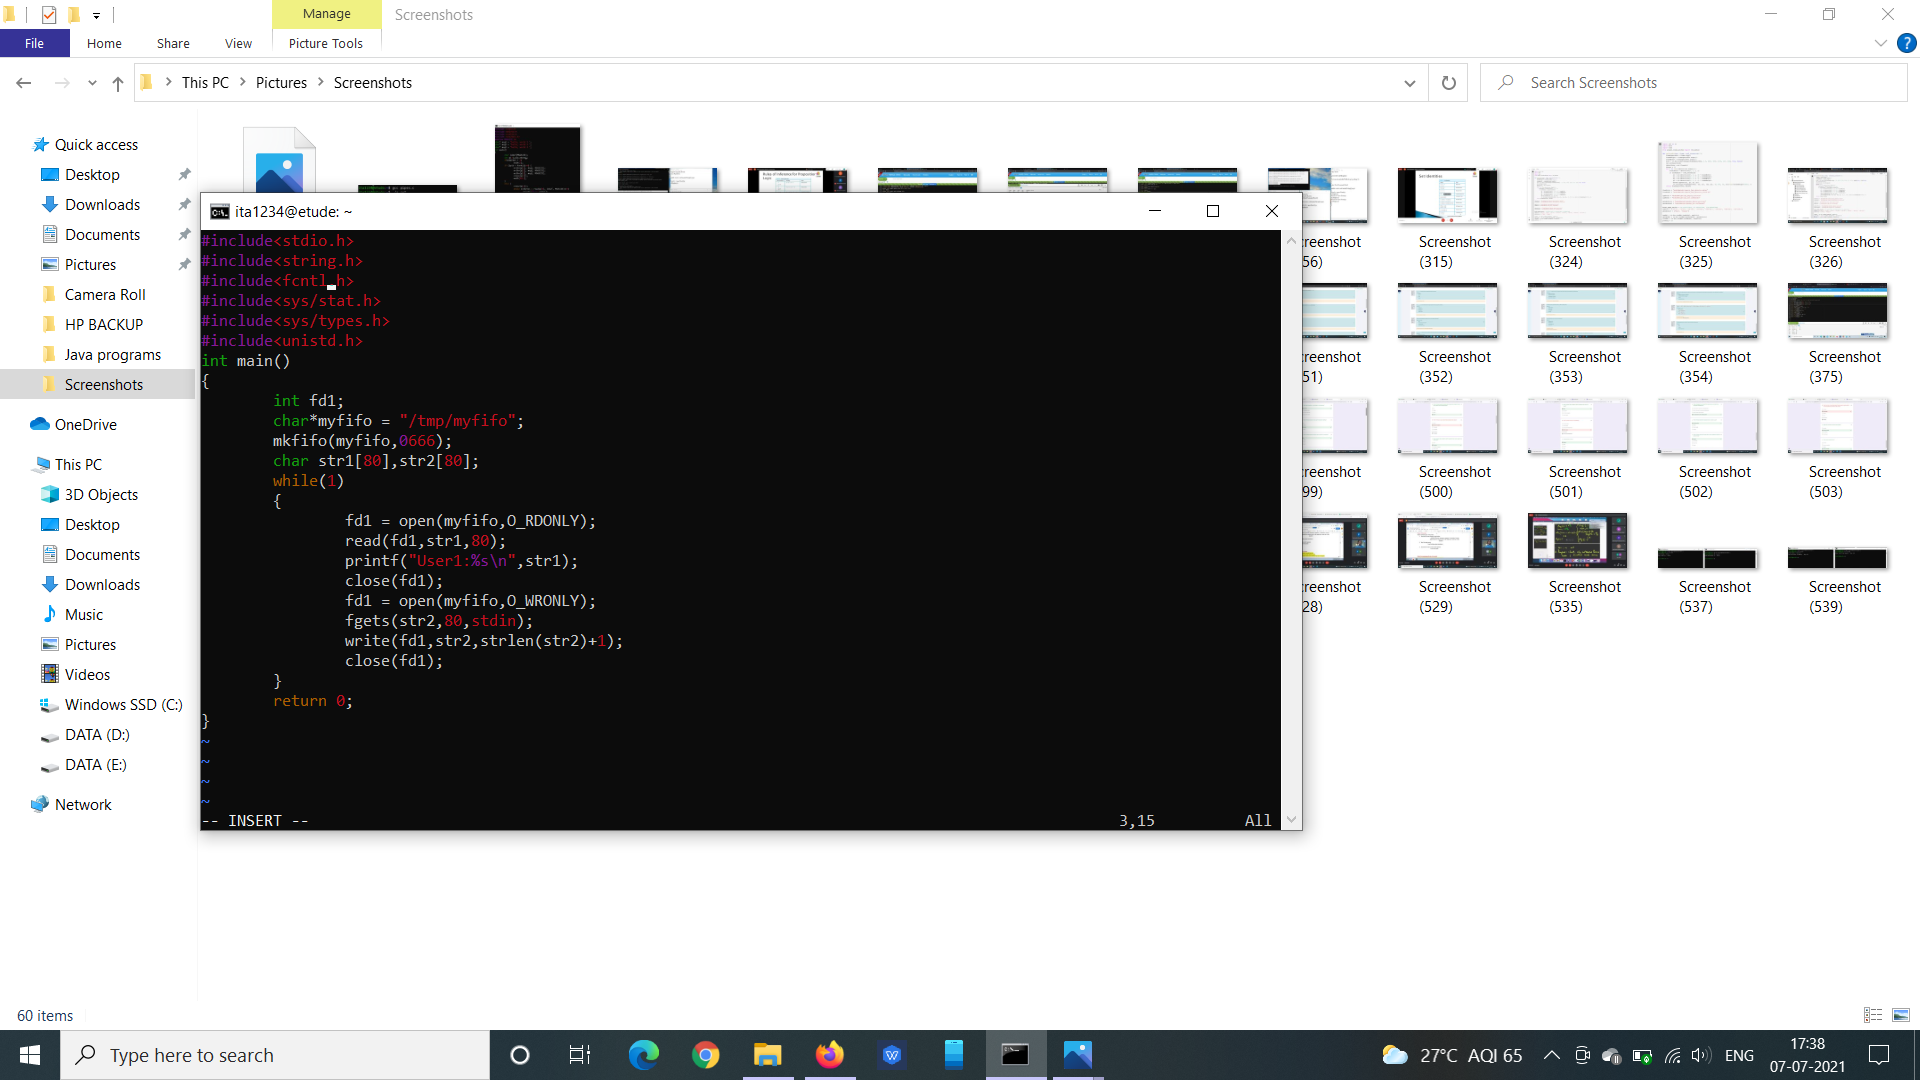 Manage
Screenshots
File
Home
Share
View
Picture Tools
This PC
Pictures
Screenshots
Search Screenshots
Quick access
Desktop
Downloads
Documents
Pictures
Camera Roll
HP BACKUP
Java programs
Screenshots
OneDrive
This PC
3D Objects
Desktop
Documents
Downloads
Music
Pictures
Videos
Windows SSD (C:)
DATA (D:)
DATA (E:)
Network
ita1234@etude: ~
#include<stdio.h>
#include<string.h>
#include<fcntl.h>
#include<sys/stat.h>
#include<sys/types.h>
#include<unistd.h>
int main()
{
int fd1;
char*myfifo = "/tmp/myfifo";
mkfifo(myfifo,0666);
char str1[80],str2[80];
while(1)
{
fd1 = open(myfifo,O_RDONLY);
read(fd1,str1,80);
printf("User1:%s\n",str1);
close(fd1);
fd1 = open(myfifo,O_WRONLY);
fgets(str2,80,stdin);
write(fd1,str2,strlen(str2)+1);
close(fd1);
}
return 0;
}
~
~
~
~
-- INSERT --
3,15
All
Screenshot
(315)
Screenshot
(324)
Screenshot
(325)
Screenshot
(326)
Screenshot
(352)
Screenshot
(353)
Screenshot
(354)
Screenshot
(375)
Screenshot
(500)
Screenshot
(501)
Screenshot
(502)
Screenshot
(503)
Screenshot
(529)
Screenshot
(535)
Screenshot
(537)
Screenshot
(539)
60 items
Type here to search
27°C AQI 65
ENG
17:38
07-07-2021